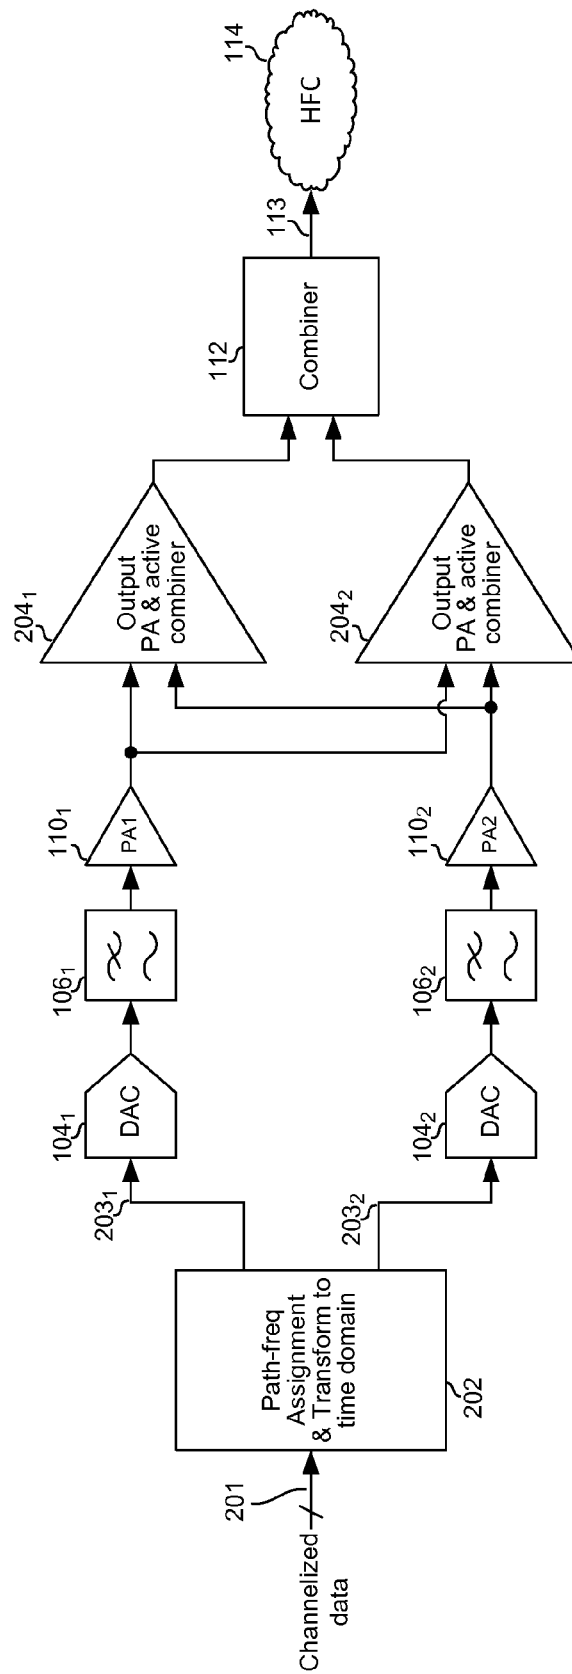 Channelized
data
201
Path-freq
Assignment
& Transform to
time domain
202
203₁
203₂
104₁
DAC
104₂
DAC
106₁
106₂
110₁
PA1
110₂
PA2
204₁
Output
PA & active
combiner
204₂
Output
PA & active
combiner
112
Combiner
113
114
HFC